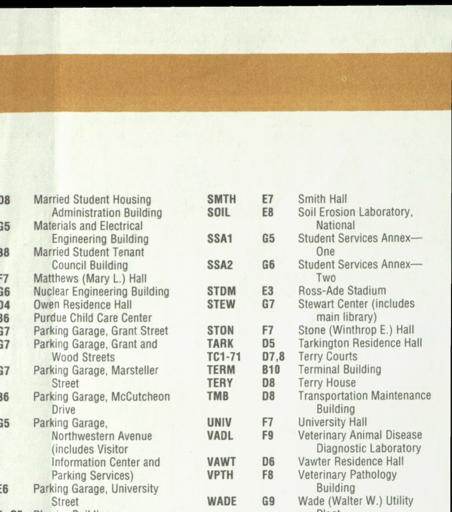 D8 Married Student Housing
Administration Building
G5 Materials and Electrical
Engineering Building
B8 Married Student Tenant
Council Building
F7 Matthews (Mary L.) Hall
G6 Nuclear Engineering Building
D4 Owen Residence Hall
B6 Purdue Child Care Center
G7 Parking Garage, Grant Street
G7 Parking Garage, Grant and
Wood Streets
G7 Parking Garage, Marsteller
Street
B6 Parking Garage, McCutcheon
Drive
G5 Parking Garage,
Northwestern Avenue
(includes Visitor
Information Center and
Parking Services)
E6 Parking Garage, University
Street
SMTH E7 Smith Hall
SOIL E8 Soil Erosion Laboratory,
National
SSA1 G5 Student Services Annex—
One
SSA2 G6 Student Services Annex—
Two
STDM E3 Ross-Ade Stadium
STEW G7 Stewart Center (includes
main library)
STON F7 Stone (Winthrop E.) Hall
TARK D5 Tarkington Residence Hall
TC1-71 D7,8 Terry Courts
TERM B10 Terminal Building
TERY D8 Terry House
TMB D8 Transportation Maintenance
Building
UNIV F7 University Hall
VADL F9 Veterinary Animal Disease
Diagnostic Laboratory
VAWT D6 Vawter Residence Hall
VPTH F8 Veterinary Pathology
Building
WADE G9 Wade (Walter W.) Utility